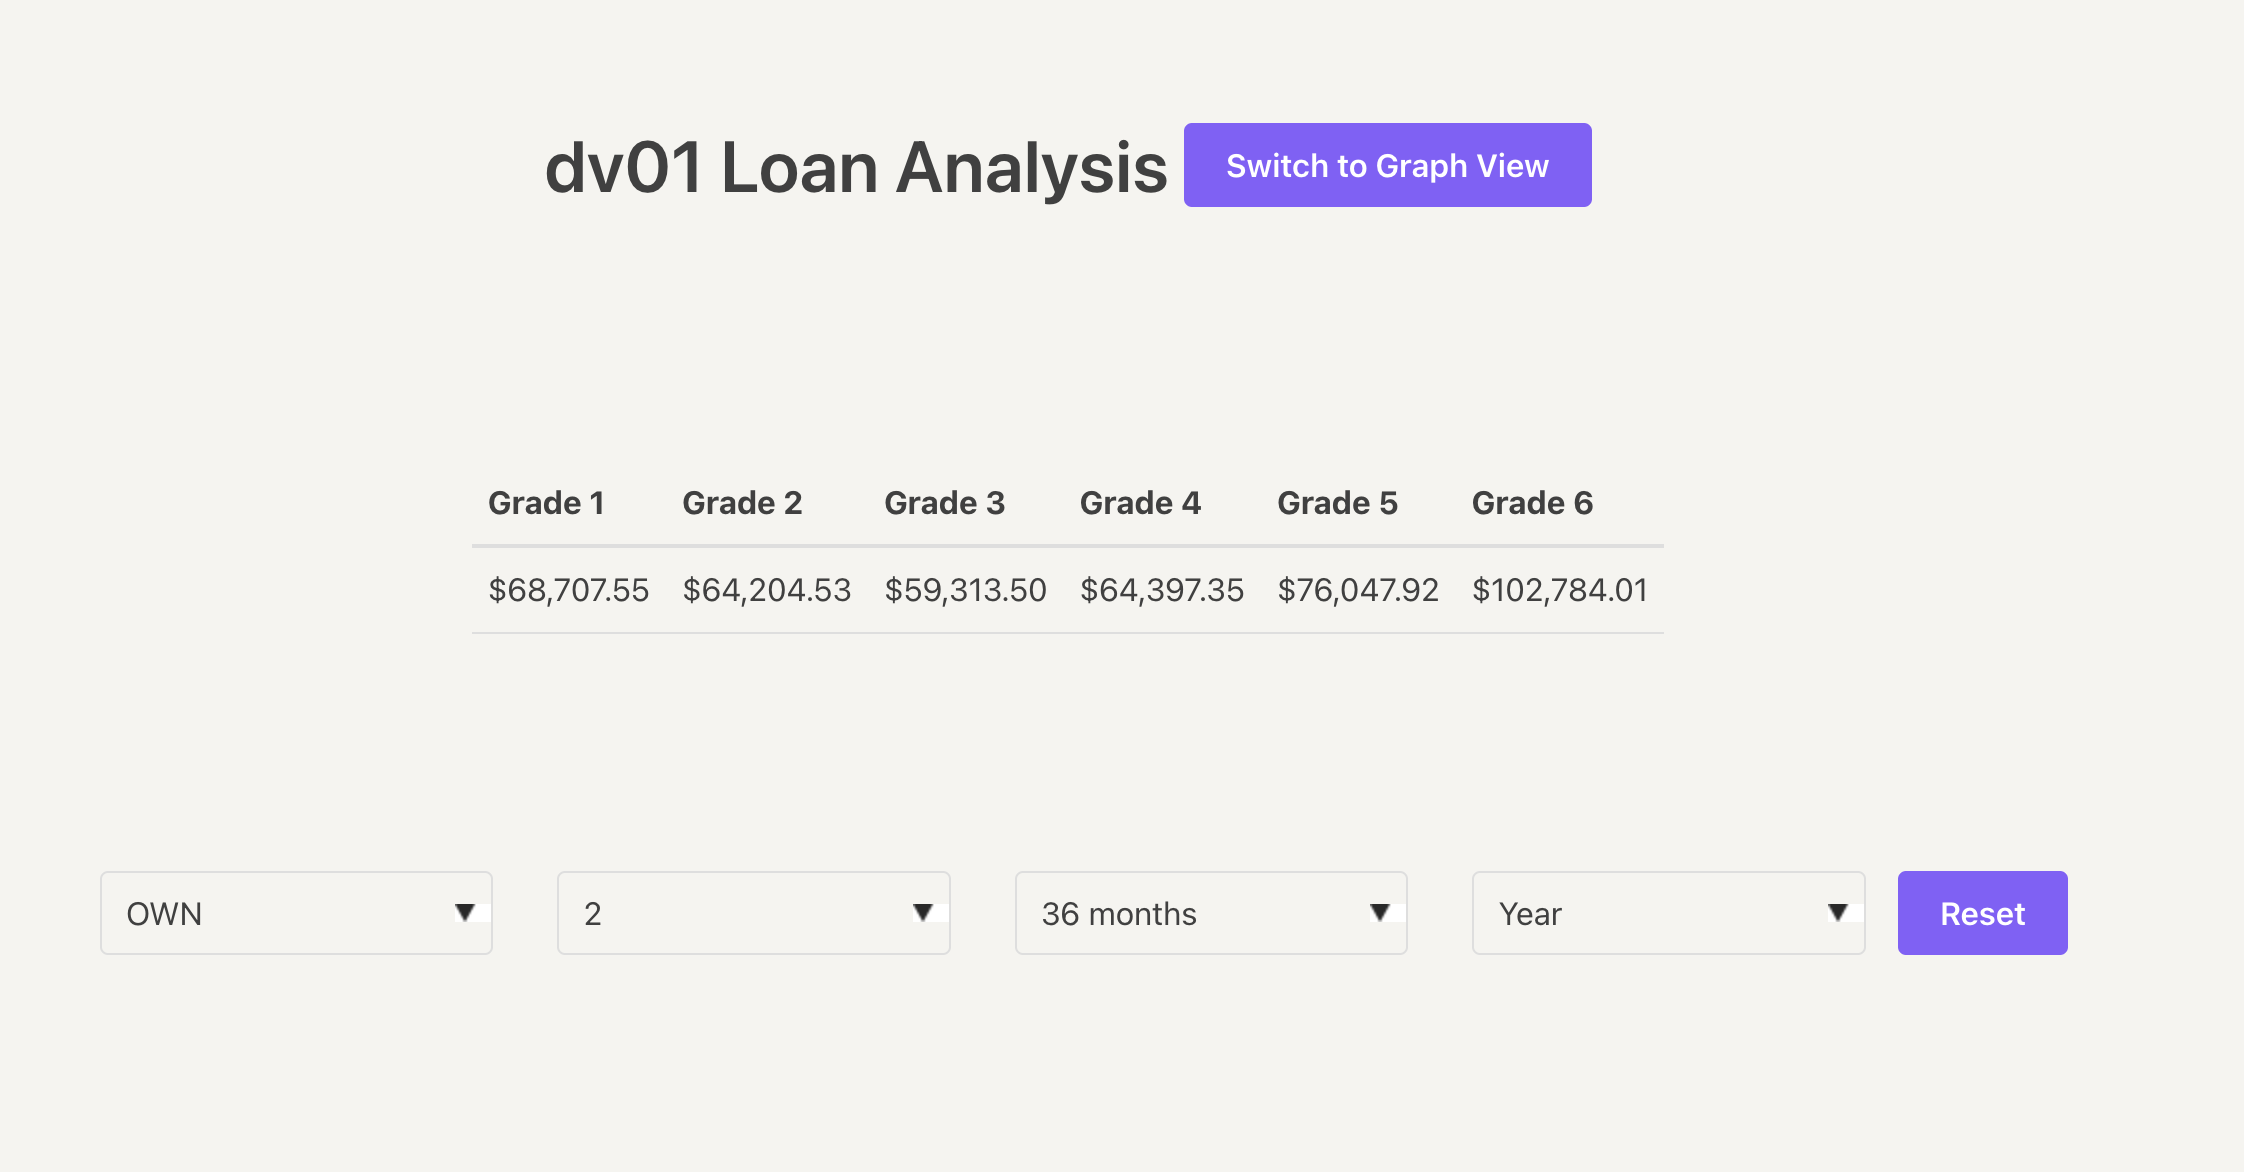 dv01 Loan Analysis Switch to Graph View
Grade 1 Grade 2 Grade 3 Grade 4 Grade 5 Grade 6
$68,707.55 $64,204.53 $59,313.50 $64,397.35 $76,047.92 $102,784.01
OWN 2 36 months Year Reset